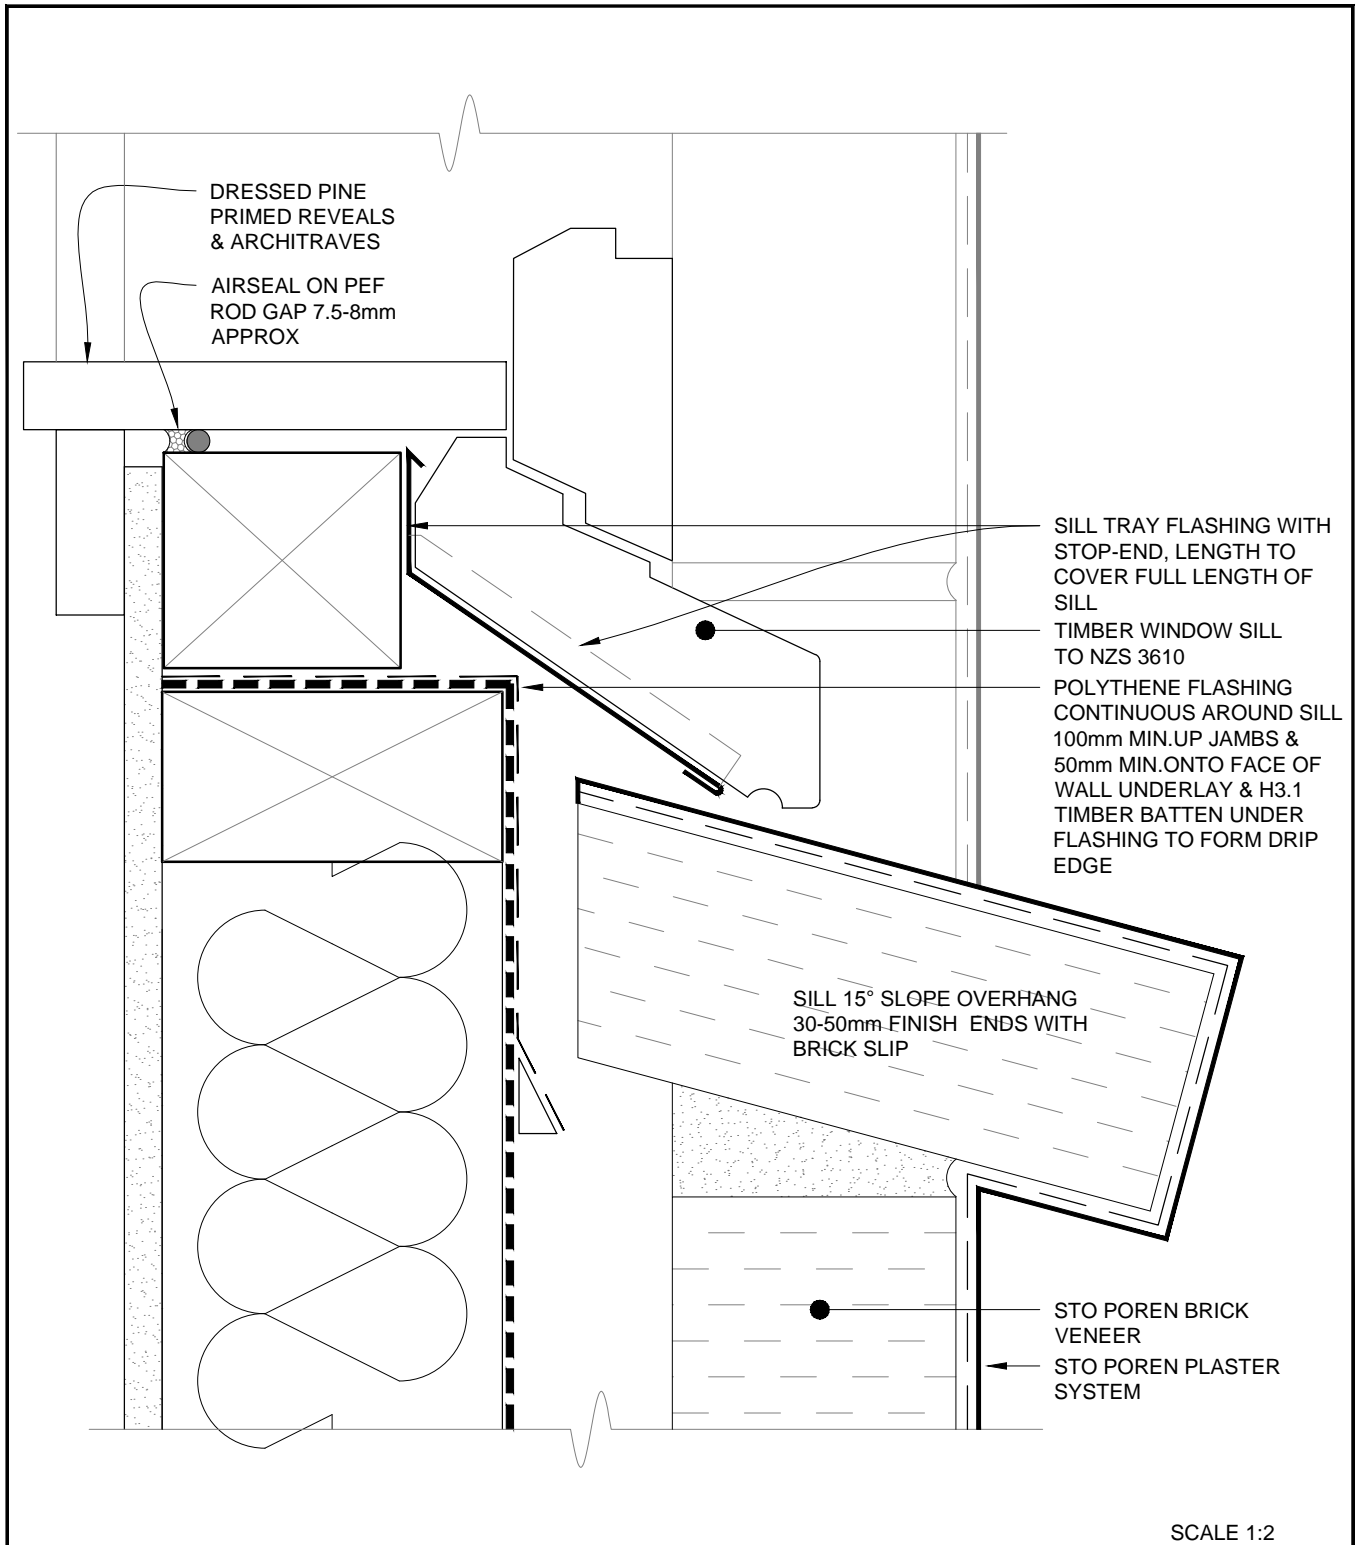 DRESSED PINE
PRIMED REVEALS
& ARCHITRAVES
AIRSEAL ON PEF
ROD GAP 7.5-8mm
APPROX
SILL TRAY FLASHING WITH
STOP-END, LENGTH TO
COVER FULL LENGTH OF
SILL
TIMBER WINDOW SILL
TO NZS 3610
POLYTHENE FLASHING
CONTINUOUS AROUND SILL
100mm MIN.UP JAMBS &
50mm MIN.ONTO FACE OF
WALL UNDERLAY & H3.1
TIMBER BATTEN UNDER
FLASHING TO FORM DRIP
EDGE
SILL 15° SLOPE OVERHANG
30-50mm FINISH ENDS WITH
BRICK SLIP
STO POREN BRICK
VENEER
STO POREN PLASTER
SYSTEM
SCALE 1:2